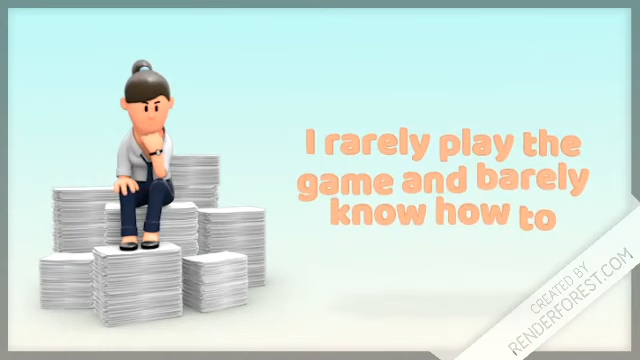 I rarely play the
game and barely
know how to
CREATED BY
RENDERFOREST.COM